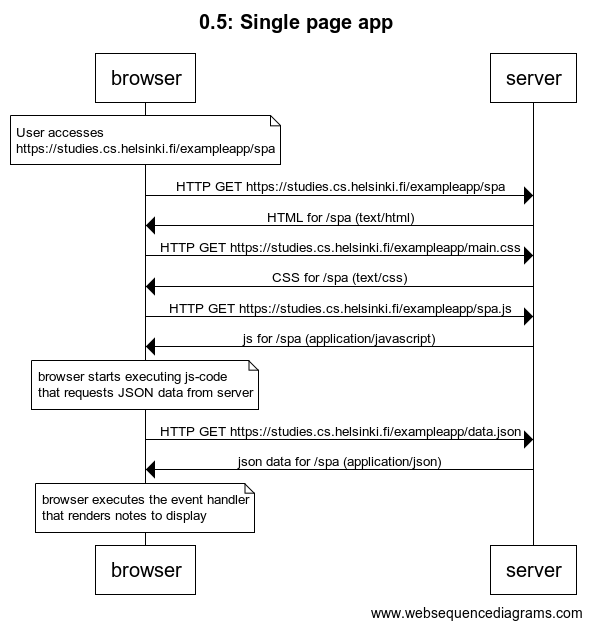 0.5: Single page app
browser
server
User accesses
https://studies.cs.helsinki.fi/exampleapp/spa
HTTP GET https://studies.cs.helsinki.fi/exampleapp/spa
HTML for /spa (text/html)
HTTP GET https://studies.cs.helsinki.fi/exampleapp/main.css
CSS for /spa (text/css)
HTTP GET https://studies.cs.helsinki.fi/exampleapp/spa.js
js for /spa (application/javascript)
browser starts executing js-code
that requests JSON data from server
HTTP GET https://studies.cs.helsinki.fi/exampleapp/data.json
json data for /spa (application/json)
browser executes the event handler
that renders notes to display
browser
server
www.websequencediagrams.com